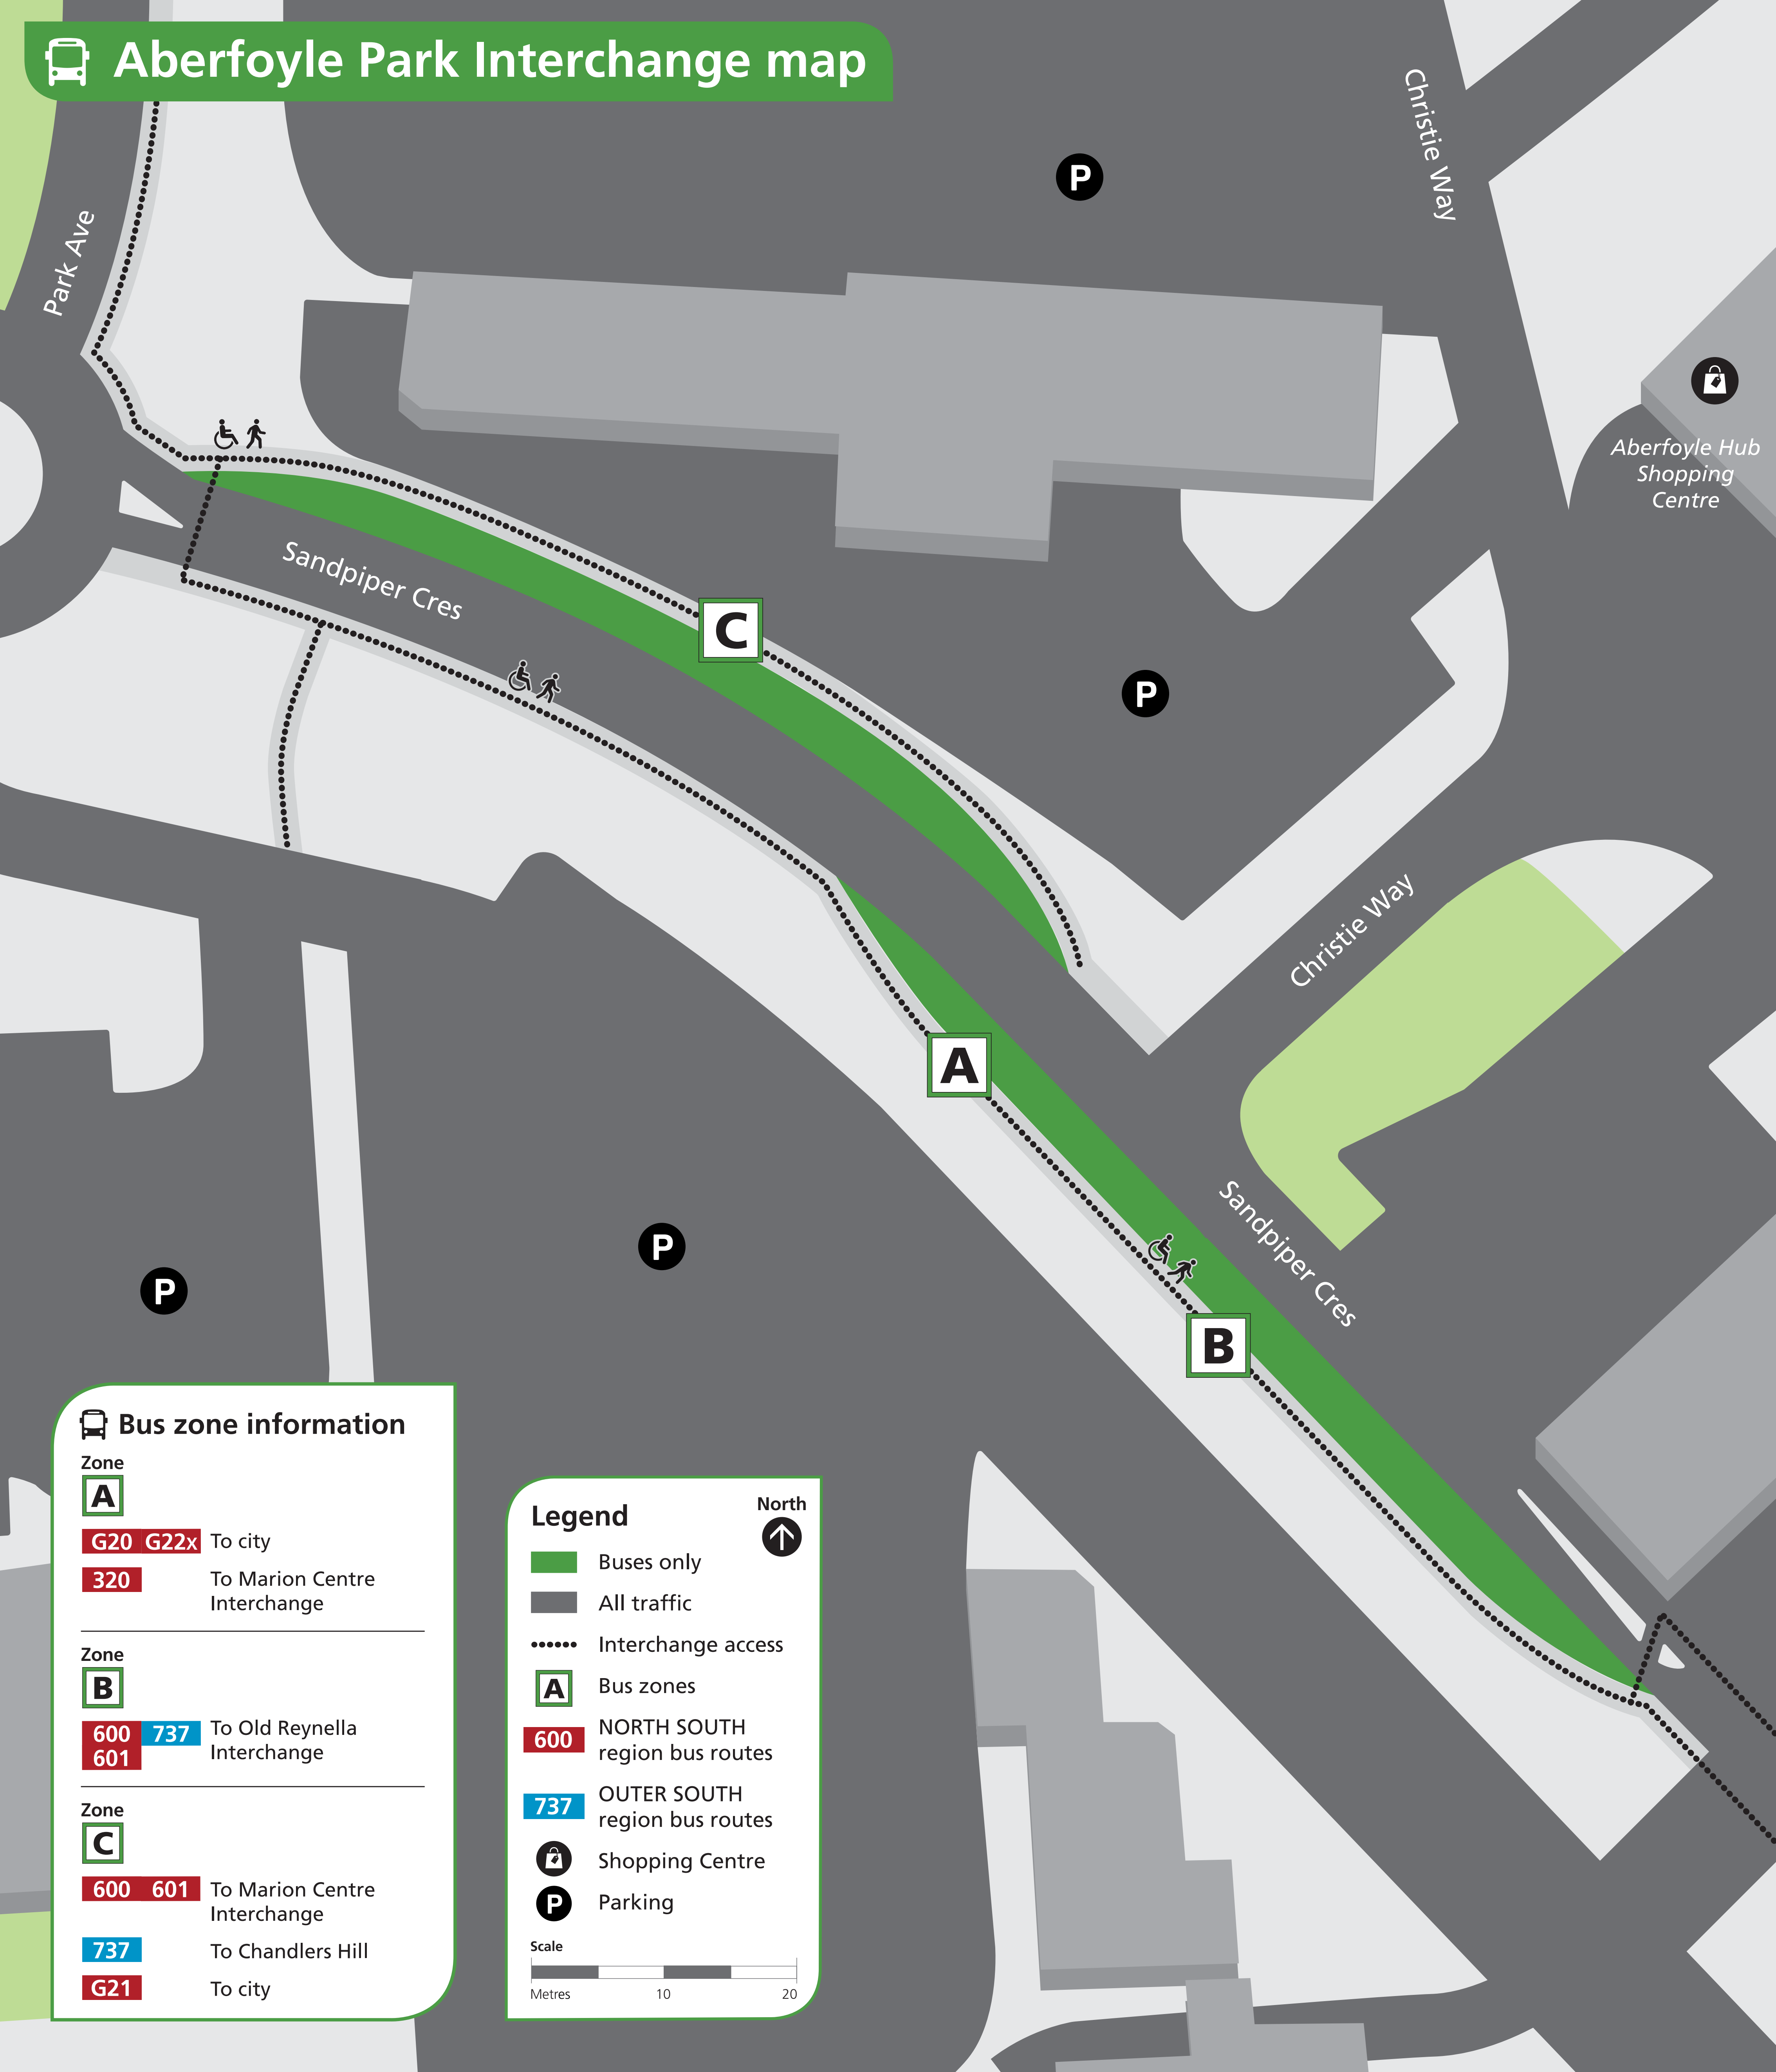 Aberfoyle Park Interchange map
Christie Way
P
Park Ave
Aberfoyle Hub
Shopping
Centre
Sandpiper Cres
C
P
Christie Way
A
Sandpiper Cres
P
P
B
Bus zone information
Zone
A
G20 G22x To city
320 To Marion Centre
Interchange
Zone
B
600 737 To Old Reynella
601 Interchange
Zone
C
600 601 To Marion Centre
Interchange
737 To Chandlers Hill
G21 To city
Legend
North
Buses only
All traffic
Interchange access
A Bus zones
600 NORTH SOUTH
region bus routes
737 OUTER SOUTH
region bus routes
Shopping Centre
P Parking
Scale
Metres 10 20